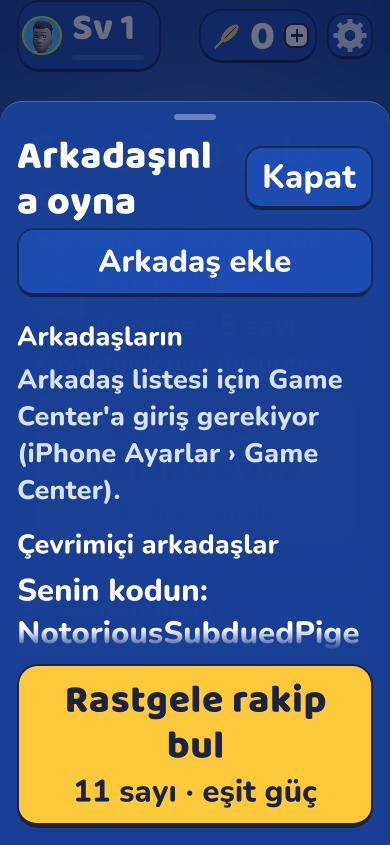 Sv 1
0
Arkadaşınl
a oyna
Kapat
Arkadaş ekle
Arkadaşların
Arkadaş listesi için Game
Center'a giriş gerekiyor
(iPhone Ayarlar › Game
Center).
Çevrimiçi arkadaşlar
Senin kodun:
NotoriousSubduedPige
Rastgele rakip
bul
11 sayı · eşit güç